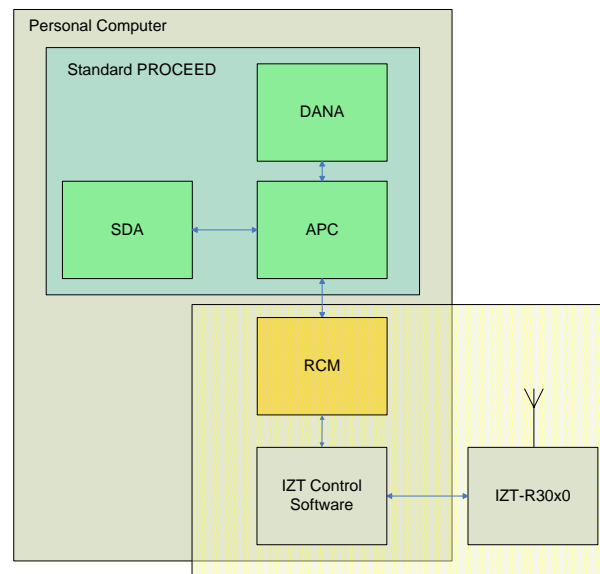 Personal Computer
Standard PROCEED
DANA
SDA
APC
RCM
IZT Control
Software
IZT-R30x0